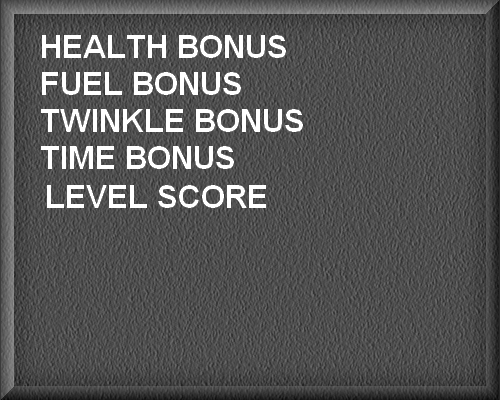 HEALTH BONUS
FUEL BONUS
TWINKLE BONUS
TIME BONUS
LEVEL SCORE